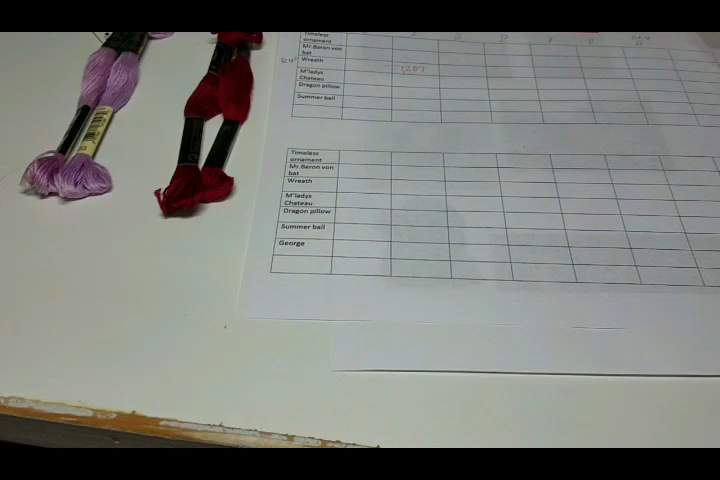 Timeless
ornament
Mr.Baron von
bat
Wreath
M'ladys
Chateau
Dragon pillow
Summer ball
Timeless
ornament
Mr.Baron von
bat
Wreath
M'ladys
Chateau
Dragon pillow
Summer ball
George